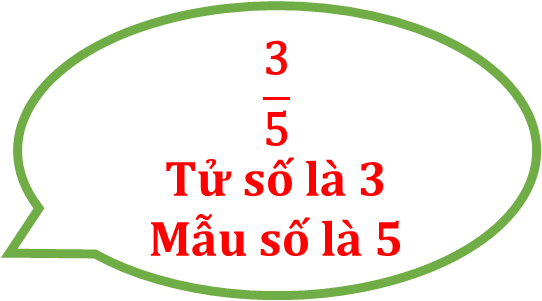 3
5
Tử số là 3
Mẫu số là 5